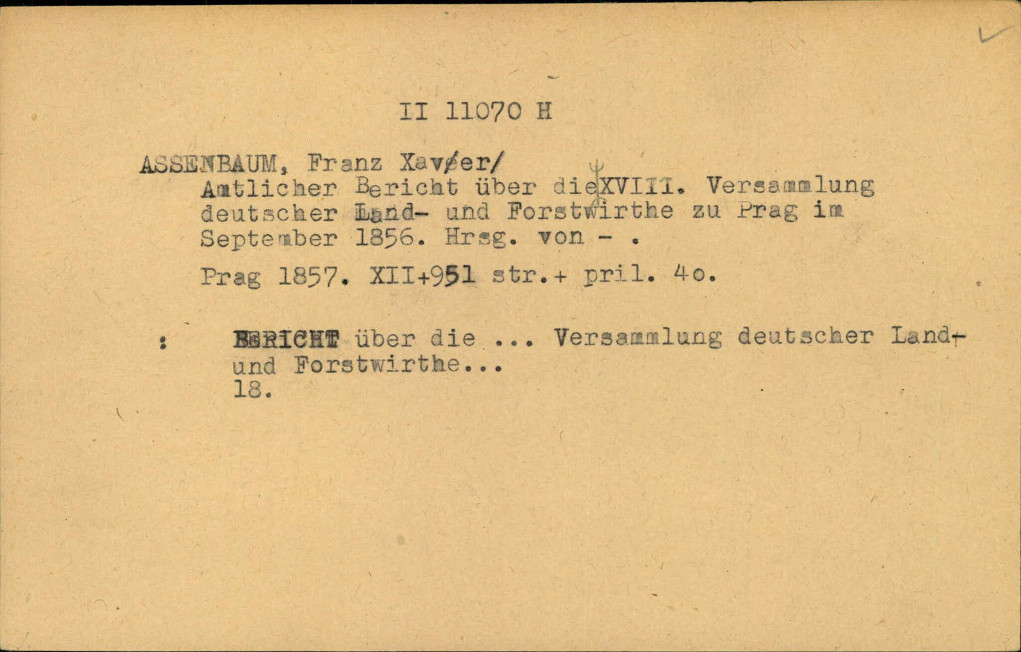 II 11070 H
ASSENBAUM, Franz Xav/er/
Amtlicher Bericht über die XVIII. Versammlung
deutscher Land- und Forstwirthe zu Prag im
September 1856. Hrsg. von - .
Prag 1857. XII+951 str.+ pril. 4o.
: BERICHT über die ... Versammlung deutscher Land-
und Forstwirthe...
18.